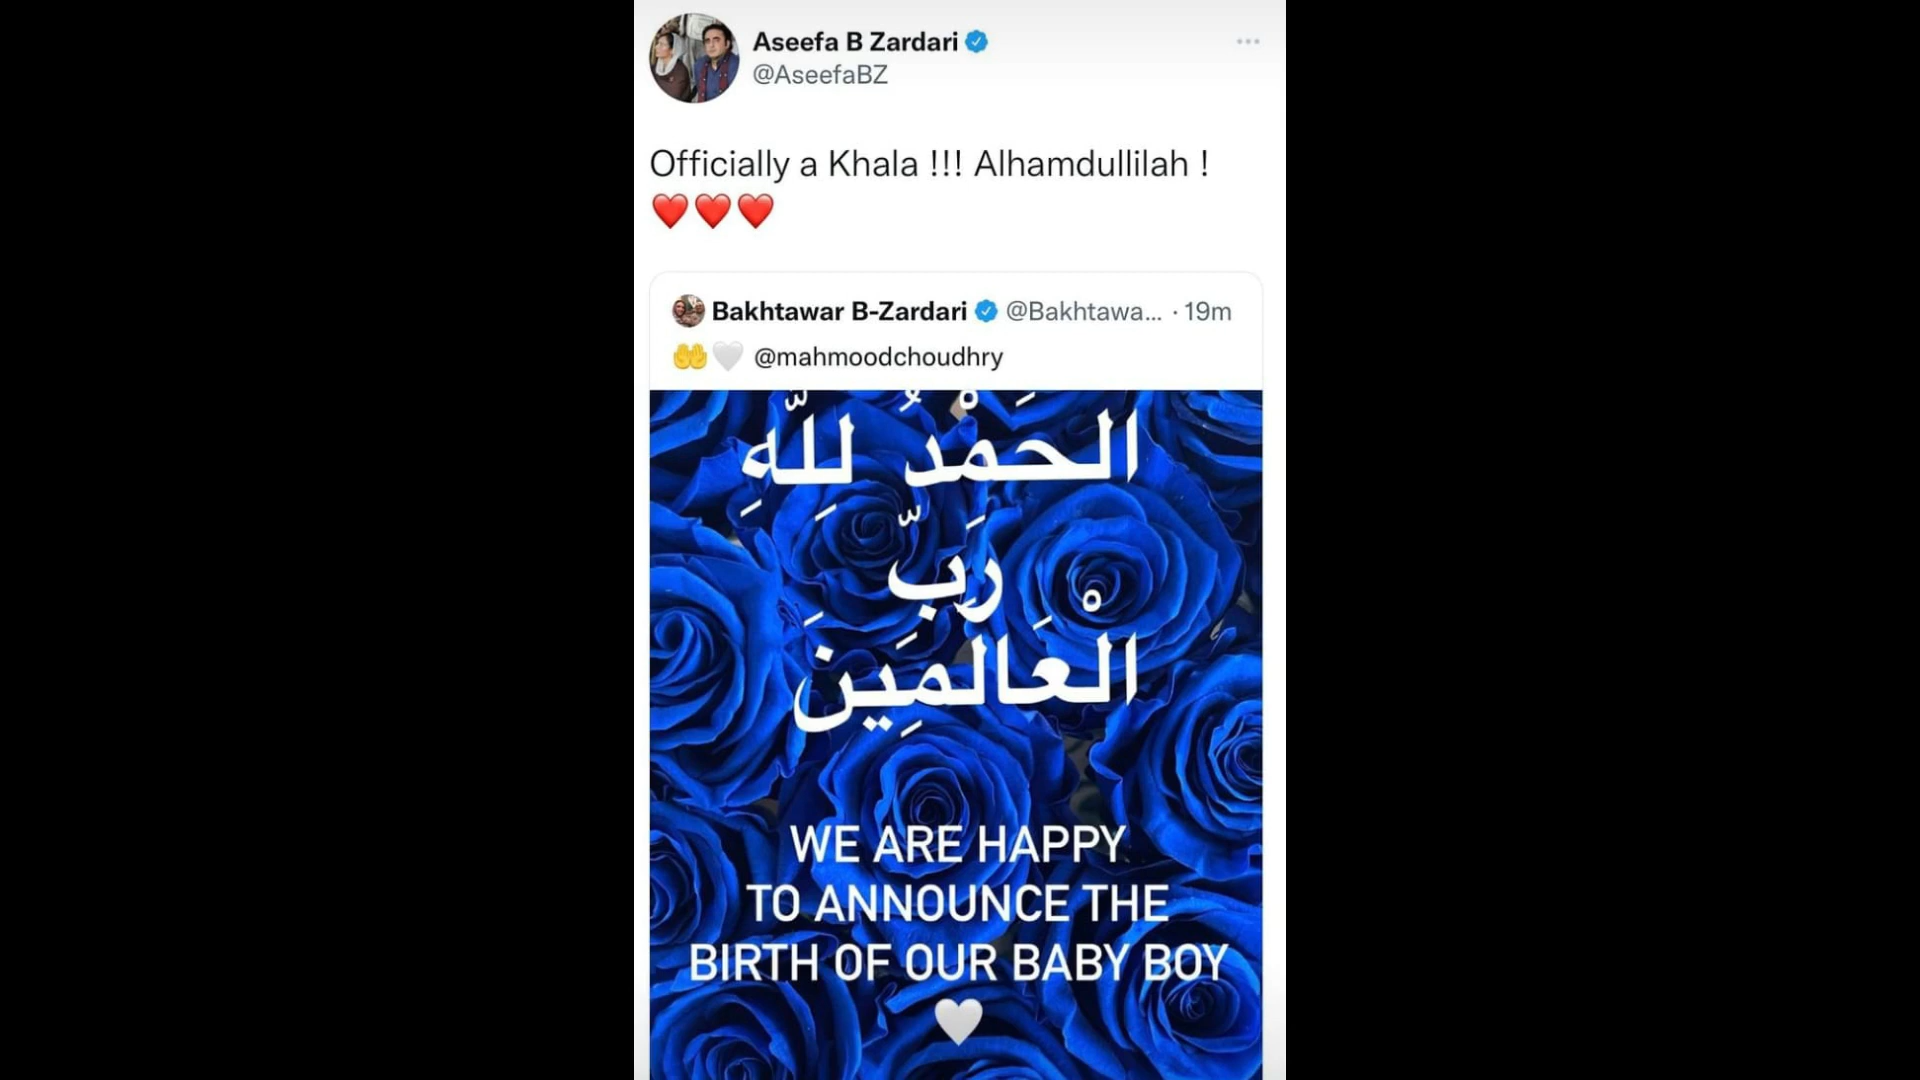 Aseefa B Zardari
@AseefaBZ
Officially a Khala !!! Alhamdullilah !
❤️❤️❤️
Bakhtawar B-Zardari @Bakhtawa... · 19m
🤲🤍 @mahmoodchoudhry
الْحَمْدُ لِلَّهِ
رَبِّ
الْعَالَمِينَ
WE ARE HAPPY
TO ANNOUNCE THE
BIRTH OF OUR BABY BOY
🤍